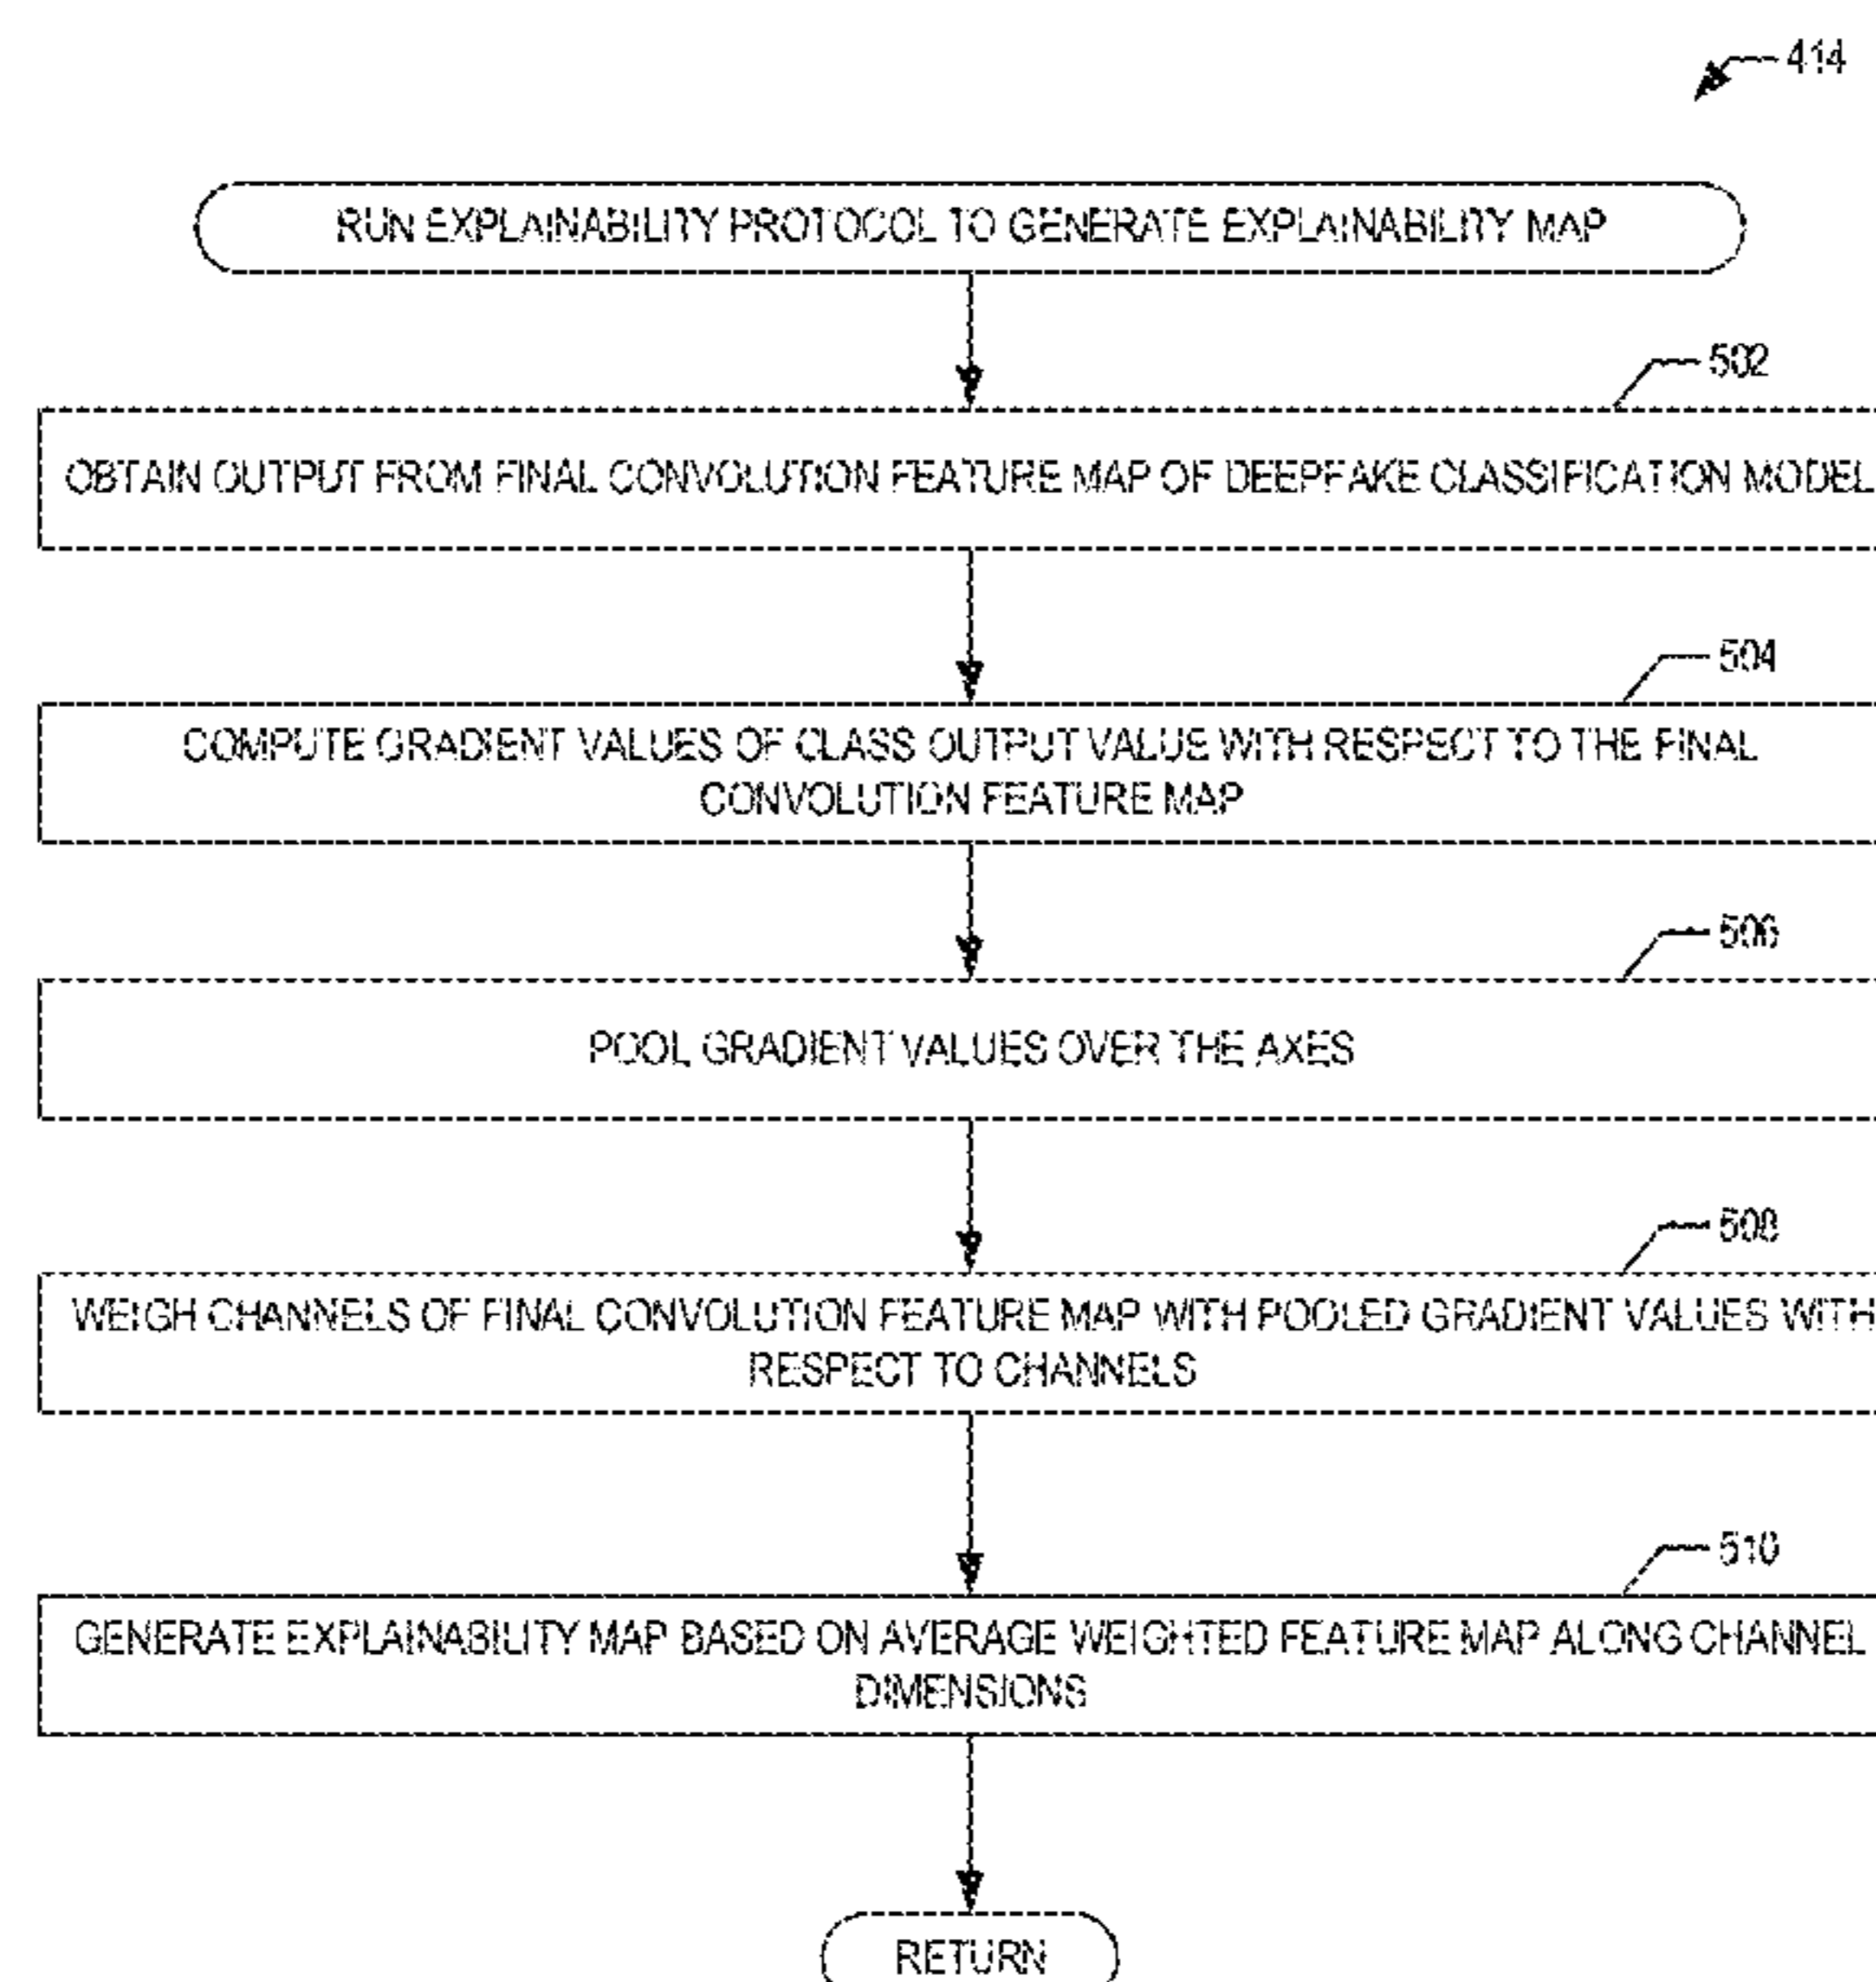 414
RUN EXPLAINABILITY PROTOCOL TO GENERATE EXPLAINABILITY MAP
502
OBTAIN OUTPUT FROM FINAL CONVOLUTION FEATURE MAP OF DEEPFAKE CLASSIFICATION MODEL
504
COMPUTE GRADIENT VALUES OF CLASS OUTPUT VALUE WITH RESPECT TO THE FINAL
CONVOLUTION FEATURE MAP
506
POOL GRADIENT VALUES OVER THE AXES
508
WEIGH CHANNELS OF FINAL CONVOLUTION FEATURE MAP WITH POOLED GRADIENT VALUES WITH
RESPECT TO CHANNELS
510
GENERATE EXPLAINABILITY MAP BASED ON AVERAGE WEIGHTED FEATURE MAP ALONG CHANNEL
DIMENSIONS
RETURN